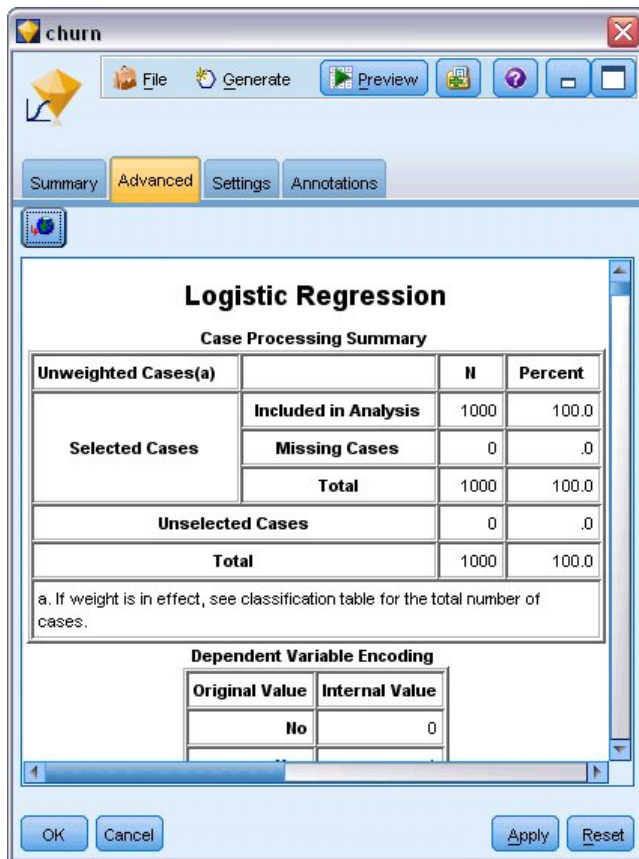 churn
File Generate Preview
Summary Advanced Settings Annotations
Logistic Regression
Case Processing Summary
Unweighted Cases(a) N Percent
Selected Cases Included in Analysis 1000 100.0
Missing Cases 0 .0
Total 1000 100.0
Unselected Cases 0 .0
Total 1000 100.0
a. If weight is in effect, see classification table for the total number of
cases.
Dependent Variable Encoding
Original Value Internal Value
No 0
OK Cancel Apply Reset